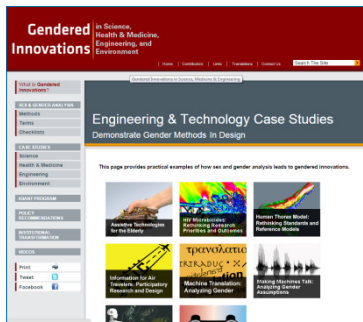 Gendered
Innovations
in Science,
Health & Medicine,
Engineering, and
Environment
Home | Contributors | Links | Translations | Contact Us
Search The Site
Gendered Innovations in Science, Medicine & Engineering
What is Gendered
Innovations?
SEX & GENDER ANALYSIS
Methods
Terms
Checklists
CASE STUDIES
Science
Health & Medicine
Engineering
Environment
GRANT PROGRAM
POLICY
RECOMMENDATIONS
INSTITUTIONAL
TRANSFORMATION
VIDEOS
Print
Tweet
Facebook
Engineering & Technology Case Studies
Demonstrate Gender Methods In Design
This page provides practical examples of how sex and gender analysis leads to gendered innovations.
Assistive Technologies
for the Elderly
HIV Microbicides:
Rethinking Research
Priorities and Outcomes
Human Thorax Model:
Rethinking Standards and
Reference Models
Information for Air
Travelers: Participatory
Research and Design
Machine Translation:
Analyzing Gender
Making Machines Talk:
Analyzing Gender
Assumptions